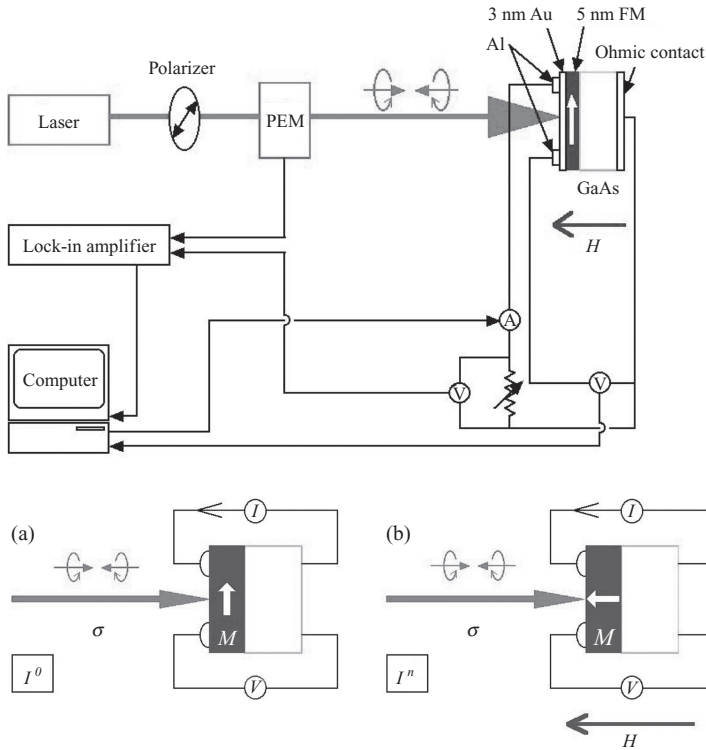 3 nm Au 5 nm FM
Al
Ohmic contact
Polarizer
Laser
PEM
GaAs
H
Lock-in amplifier
A
Computer
V
V
(a)
I
(b)
I
σ
M
σ
M
I⁰
V
Iⁿ
V
H